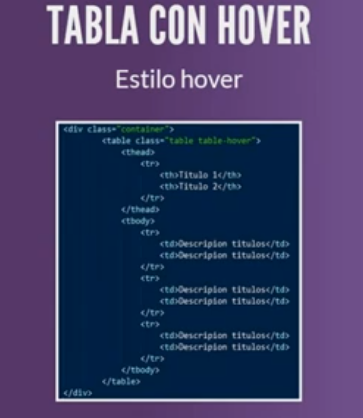 TABLA CON HOVER
Estilo hover
<div class="container">
<table class="table table-hover">
<thead>
<tr>
<th>Titulo 1</th>
<th>Titulo 2</th>
</tr>
</thead>
<tbody>
<tr>
<td>Descripion titulos</td>
<td>Descripion titulos</td>
</tr>
<tr>
<td>Descripion titulos</td>
<td>Descripion titulos</td>
</tr>
<tr>
<td>Descripion titulos</td>
<td>Descripion titulos</td>
</tr>
</tbody>
</table>
</div>